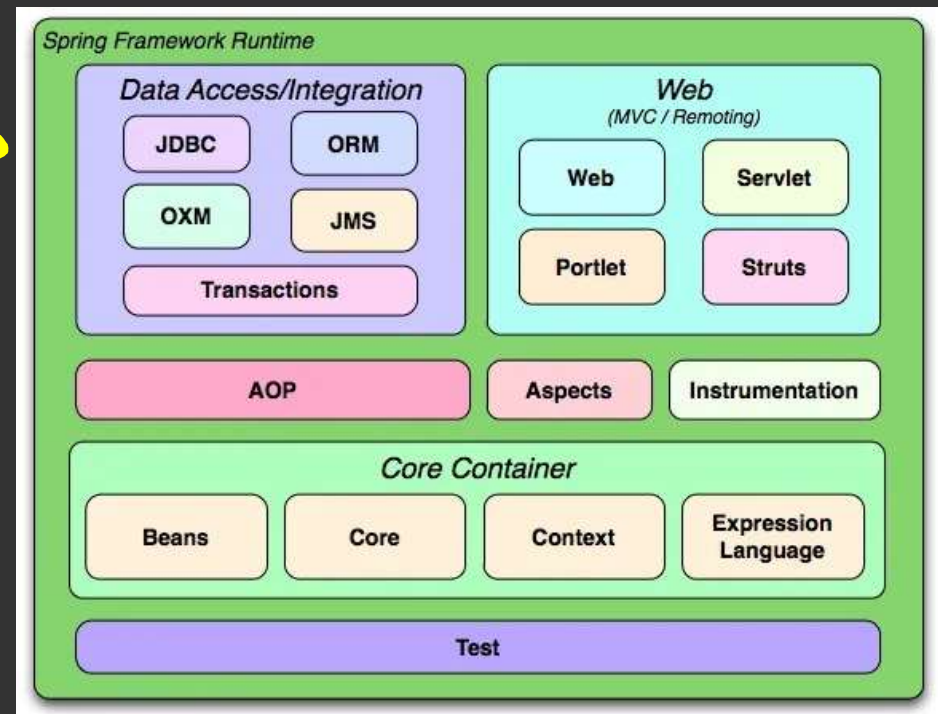 Spring Framework Runtime
Data Access/Integration
JDBC
ORM
OXM
JMS
Transactions
Web
(MVC / Remoting)
Web
Servlet
Portlet
Struts
AOP
Aspects
Instrumentation
Core Container
Beans
Core
Context
Expression
Language
Test